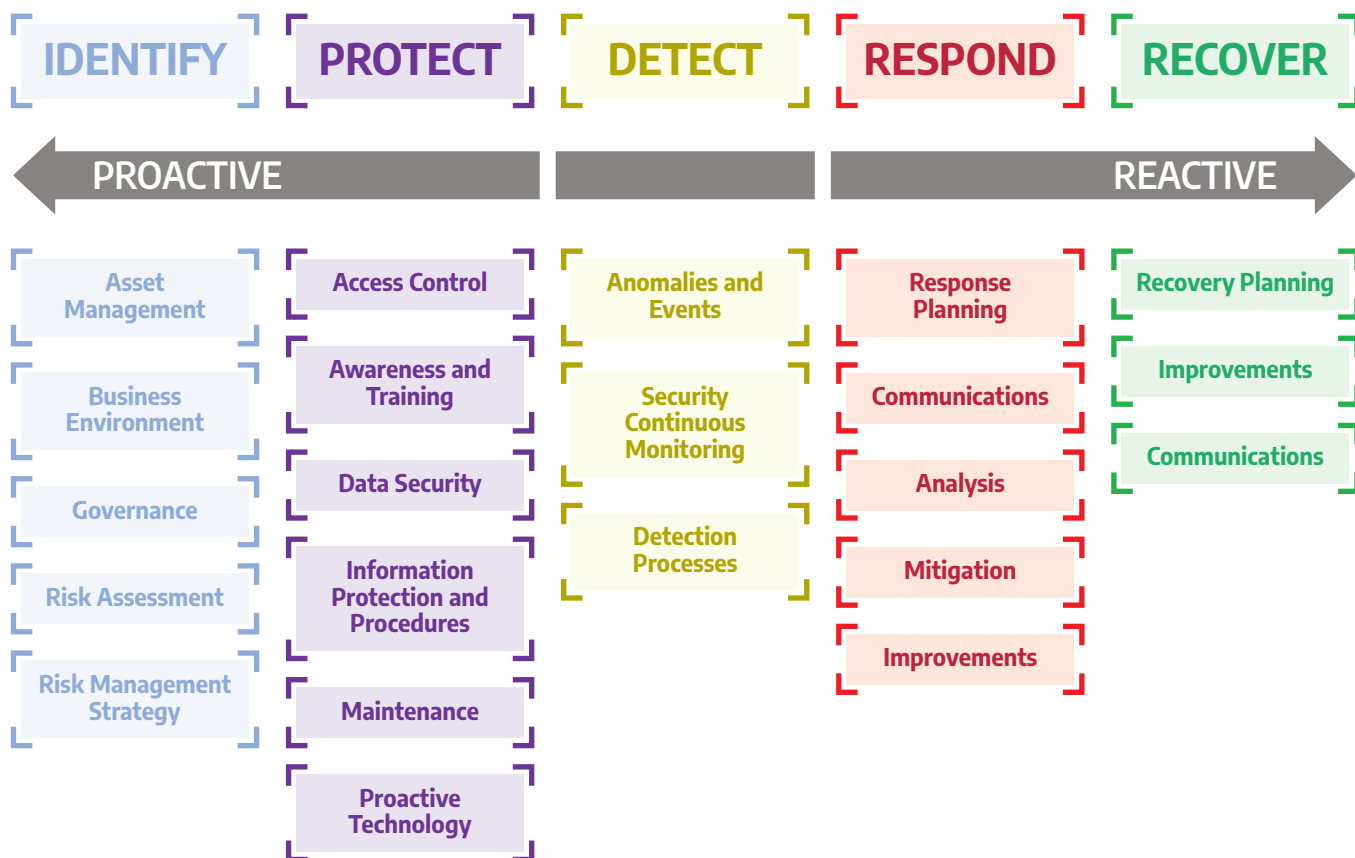 IDENTIFY
PROTECT
DETECT
RESPOND
RECOVER
PROACTIVE
REACTIVE
Asset
Management
Business
Environment
Governance
Risk Assessment
Risk Management
Strategy
Access Control
Awareness and
Training
Data Security
Information
Protection and
Procedures
Maintenance
Proactive
Technology
Anomalies and
Events
Security
Continuous
Monitoring
Detection
Processes
Response
Planning
Communications
Analysis
Mitigation
Improvements
Recovery Planning
Improvements
Communications